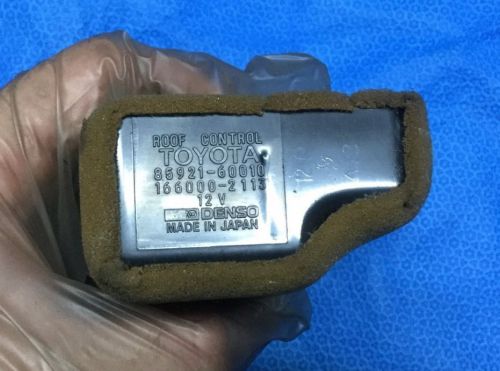 ROOF CONTROL
TOYOTA
85921-60010
166000-2113
12 V
DENSO
MADE IN JAPAN